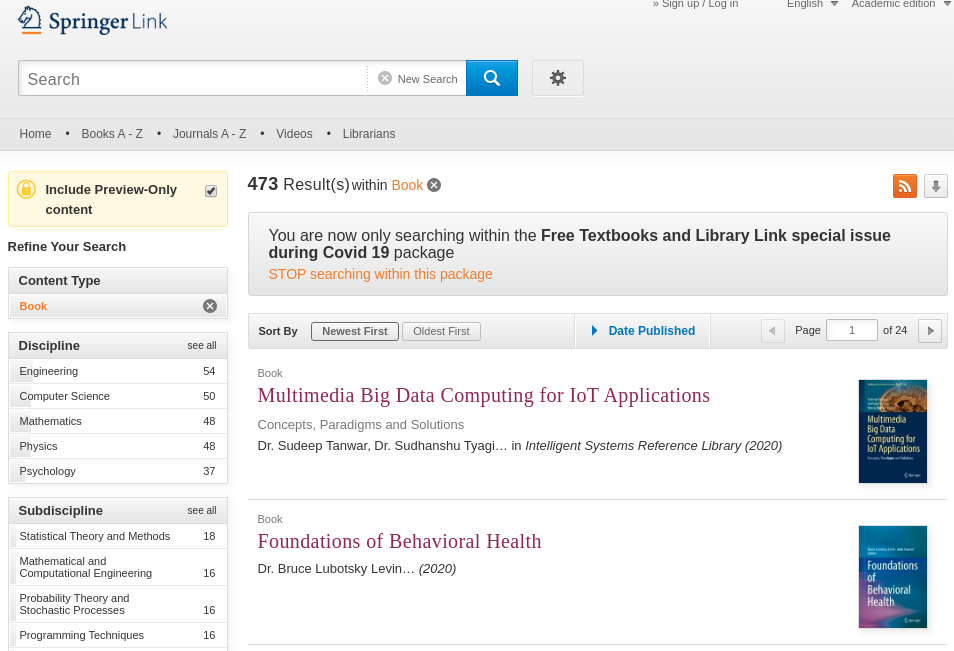 » Sign up / Log in English Academic edition
Springer Link
Search New Search
Home • Books A - Z • Journals A - Z • Videos • Librarians
Include Preview-Only
content
Refine Your Search
Content Type
Book
Discipline see all
Engineering 54
Computer Science 50
Mathematics 48
Physics 48
Psychology 37
Subdiscipline see all
Statistical Theory and Methods 18
Mathematical and
Computational Engineering 16
Probability Theory and
Stochastic Processes 16
Programming Techniques 16
473 Result(s) within Book
You are now only searching within the Free Textbooks and Library Link special issue
during Covid 19 package
STOP searching within this package
Sort By Newest First Oldest First Date Published Page 1 of 24
Book
Multimedia Big Data Computing for IoT Applications
Concepts, Paradigms and Solutions
Dr. Sudeep Tanwar, Dr. Sudhanshu Tyagi… in Intelligent Systems Reference Library (2020)
Multimedia
Big Data
Computing for
IoT Applications
Concepts, Paradigms and Solutions
Springer
Book
Foundations of Behavioral Health
Dr. Bruce Lubotsky Levin… (2020)
Foundations
of
Behavioral
Health
Springer